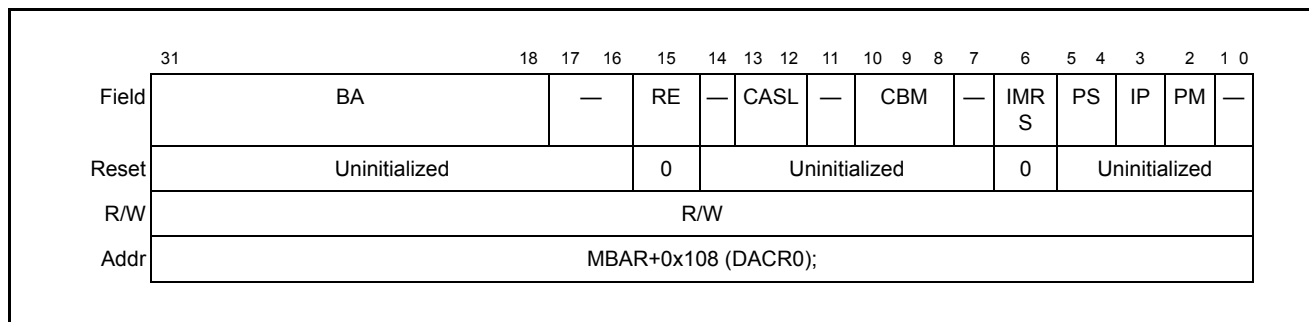 31 18 17 16 15 14 13 12 11 10 9 8 7 6 5 4 3 2 1 0
Field BA — RE — CASL — CBM — IMR PS IP PM —
S
Reset Uninitialized 0 Uninitialized 0 Uninitialized
R/W R/W
Addr MBAR+0x108 (DACR0);